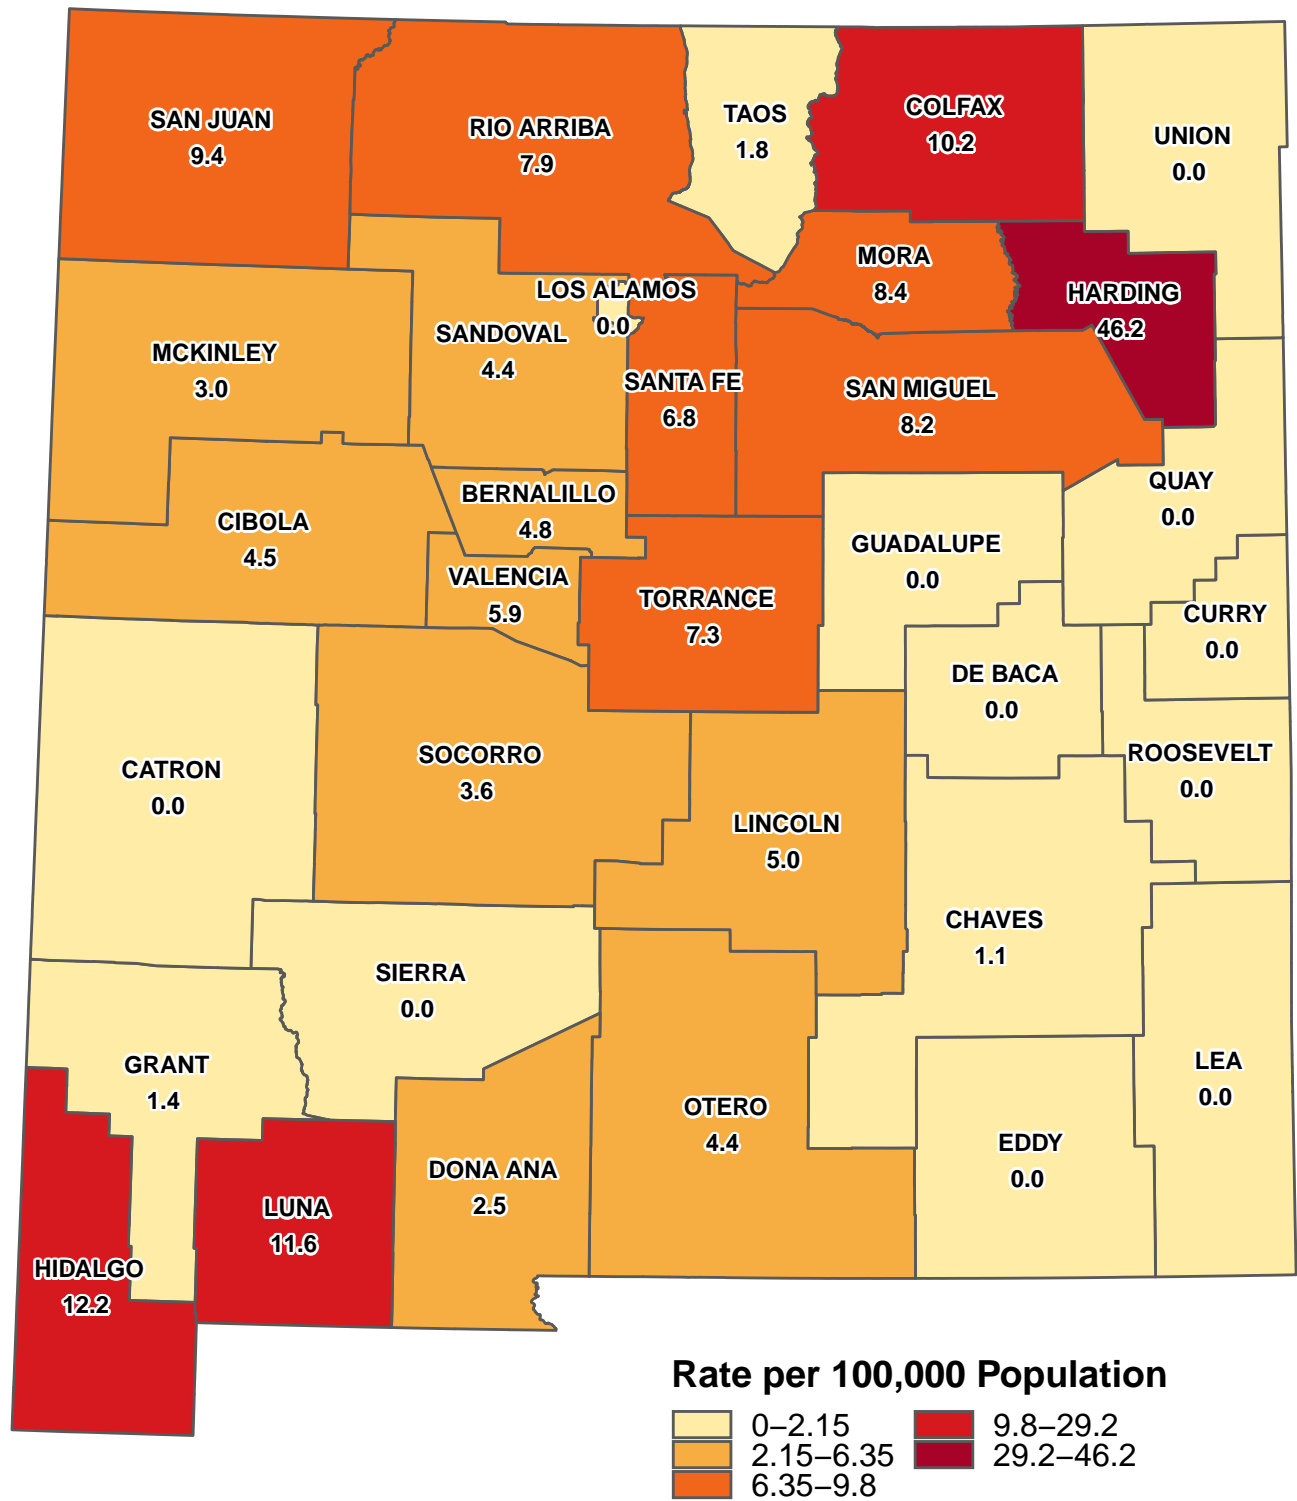 SAN JUAN
9.4
RIO ARRIBA
7.9
TAOS
1.8
COLFAX
10.2
UNION
0.0
MORA
8.4
HARDING
46.2
LOS ALAMOS
0.0
SANDOVAL
4.4
MCKINLEY
3.0
SANTA FE
6.8
SAN MIGUEL
8.2
QUAY
0.0
BERNALILLO
4.8
CIBOLA
4.5
GUADALUPE
0.0
VALENCIA
5.9
TORRANCE
7.3
CURRY
0.0
DE BACA
0.0
ROOSEVELT
0.0
CATRON
0.0
SOCORRO
3.6
LINCOLN
5.0
CHAVES
1.1
SIERRA
0.0
GRANT
1.4
LEA
0.0
OTERO
4.4
EDDY
0.0
DONA ANA
2.5
LUNA
11.6
HIDALGO
12.2
Rate per 100,000 Population
0–2.15
2.15–6.35
6.35–9.8
9.8–29.2
29.2–46.2